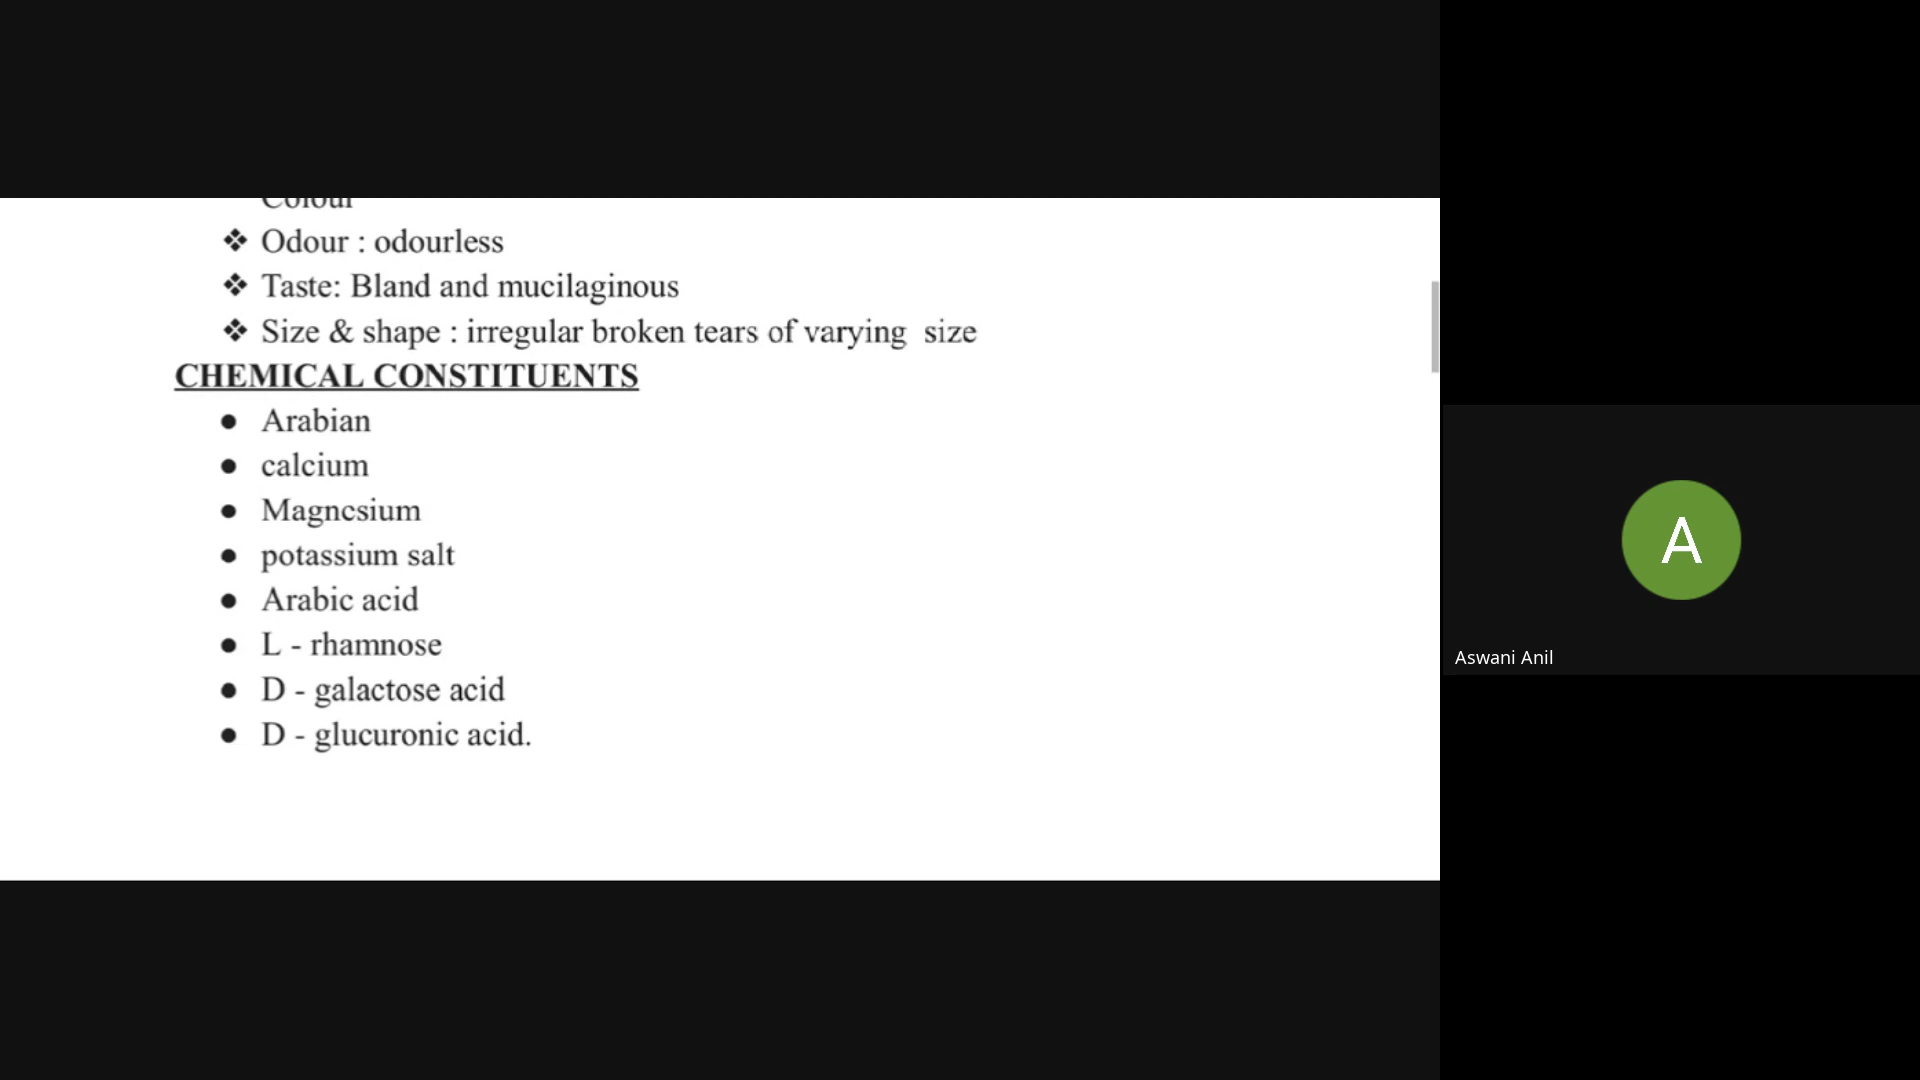 Colour
❖ Odour : odourless
❖ Taste: Bland and mucilaginous
❖ Size & shape : irregular broken tears of varying  size
CHEMICAL CONSTITUENTS
● Arabian
● calcium
● Magnesium
● potassium salt
● Arabic acid
● L - rhamnose
● D - galactose acid
● D - glucuronic acid.
A
Aswani Anil